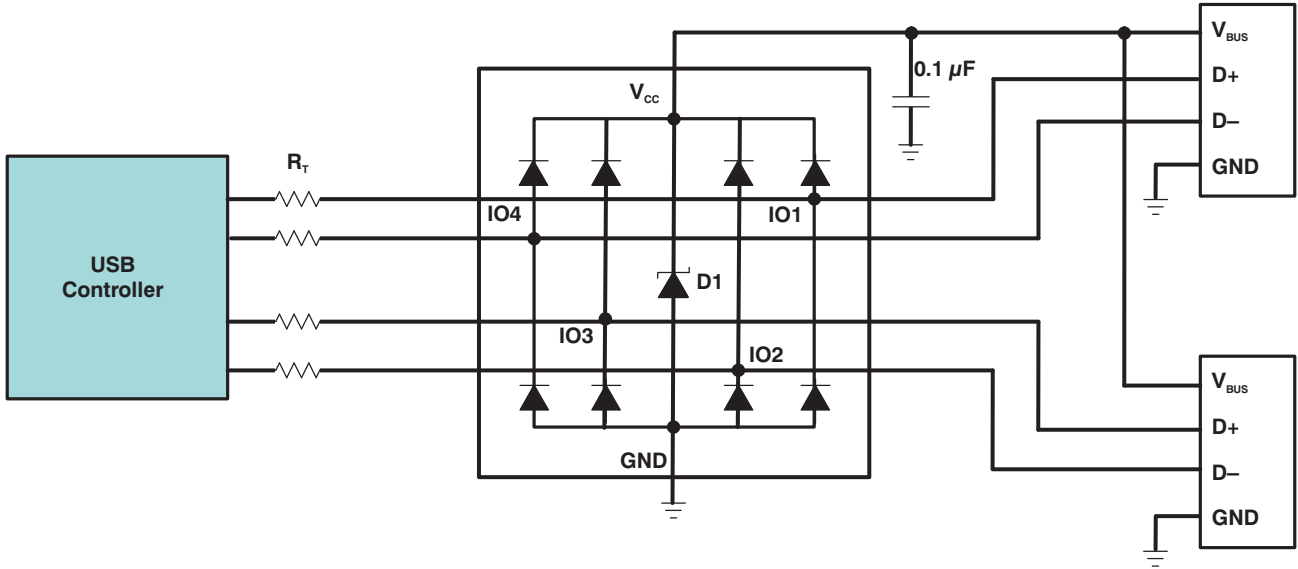 V_BUS
D+
D–
GND
0.1 µF
V_CC
R_T
IO4
IO1
USB
Controller
D1
IO3
IO2
GND
V_BUS
D+
D–
GND